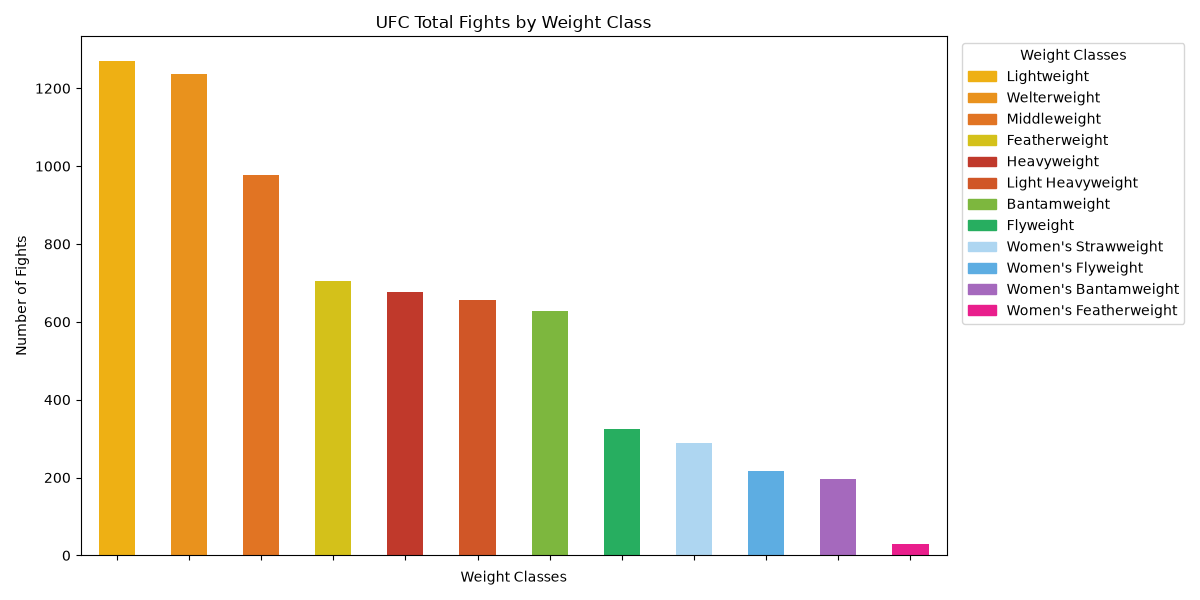 UFC Total Fights by Weight Class
Number of Fights
1200
1000
800
600
400
200
0
Weight Classes
Weight Classes
Lightweight
Welterweight
Middleweight
Featherweight
Heavyweight
Light Heavyweight
Bantamweight
Flyweight
Women's Strawweight
Women's Flyweight
Women's Bantamweight
Women's Featherweight